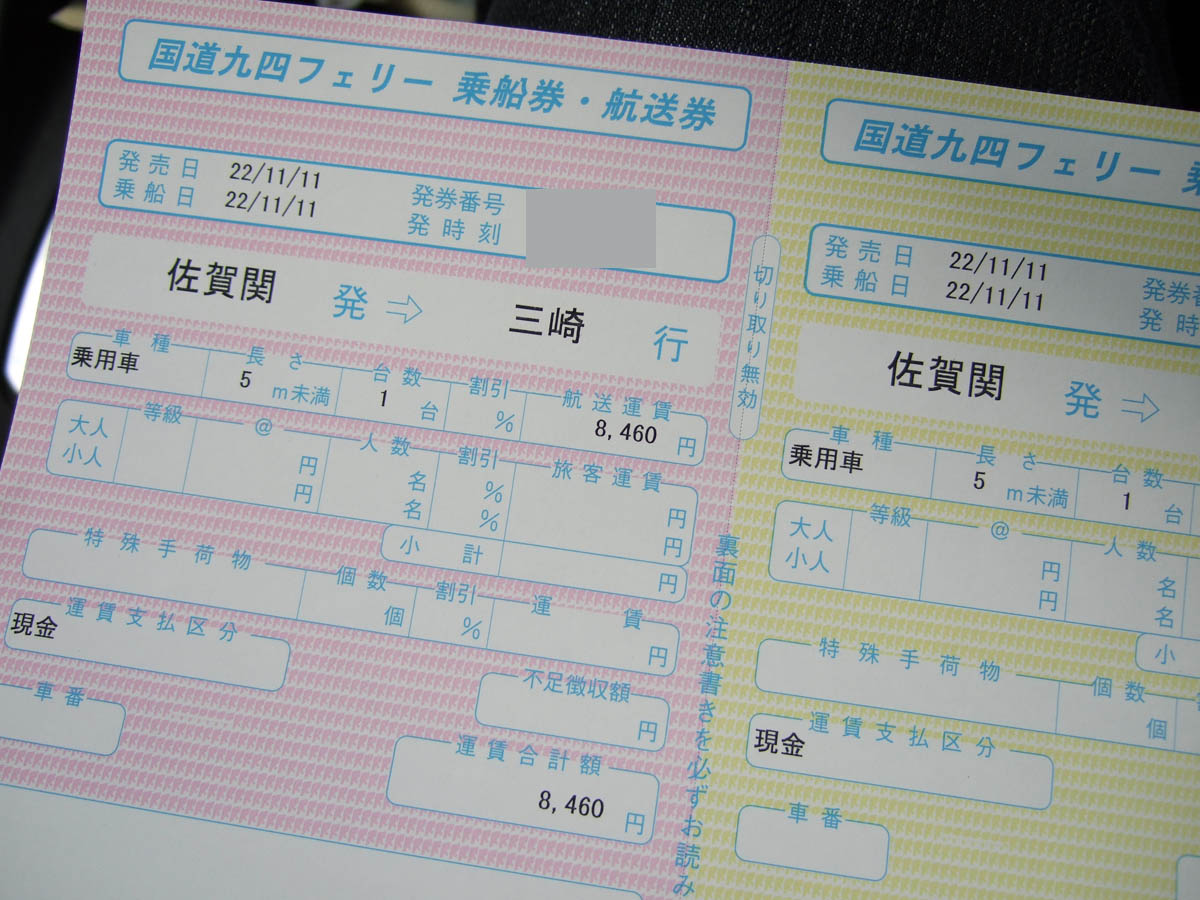 国道九四フェリー 乗船券・航送券
発売日 22/11/11
乗船日 22/11/11
発券番号
発時刻
佐賀関 発 ⇨ 三崎 行
車種 長さ 台数 割引 航送運賃
乗用車 5 m未満 1 台 % 8,460 円
等級 @ 人数 割引 旅客運賃
大人 円 名 % 円
小人 円 名 % 円
小計 円
特殊手荷物 個数 割引 運賃
個 % 円
運賃支払区分
現金
不足徴収額
円
車番
運賃合計額
8,460 円
切り取り無効
裏面の注意書きを必ずお読み
国道九四フェリー
発売日 22/11/11
乗船日 22/11/11
発券
発時
佐賀関 発 ⇨
車種 長さ 台数
乗用車 5 m未満 1 台
等級 @ 人数
大人 円 名
小人 円 名
小
特殊手荷物 個数
個
運賃支払区分
現金
車番